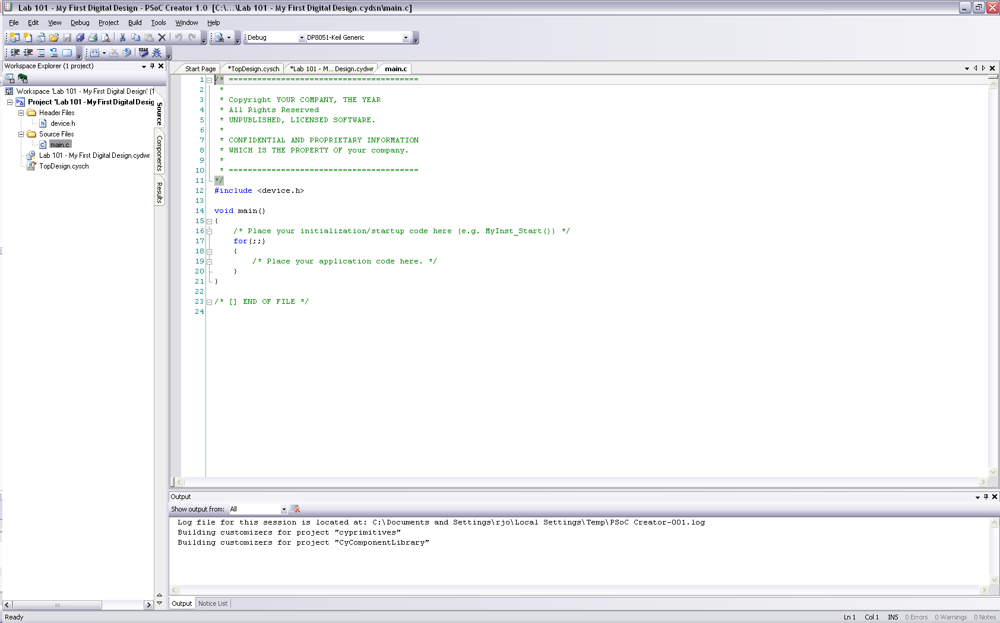 Lab 101 - My First Digital Design - PSoC Creator 1.0  [C:\...\Lab 101 - My First Digital Design.cydsn\main.c]
File Edit View Debug Project Build Tools Window Help
Debug DP8051-Keil Generic
Workspace Explorer (1 project)
Workspace 'Lab 101 - My First Digital Design' (1
Project 'Lab 101 - My First Digital Desig
Header Files
device.h
Source Files
main.c
Lab 101 - My First Digital Design.cydwr
TopDesign.cysch
Source
Components
Results
Start Page *TopDesign.cysch *Lab 101 - M... Design.cydwr main.c
1 /* ========================================
2  *
3  * Copyright YOUR COMPANY, THE YEAR
4  * All Rights Reserved
5  * UNPUBLISHED, LICENSED SOFTWARE.
6  *
7  * CONFIDENTIAL AND PROPRIETARY INFORMATION
8  * WHICH IS THE PROPERTY OF your company.
9  *
10  * ========================================
11 */
12 #include <device.h>
13
14 void main()
15 {
16     /* Place your initialization/startup code here (e.g. MyInst_Start()) */
17     for(;;)
18     {
19         /* Place your application code here. */
20     }
21 }
22
23 /* [] END OF FILE */
24
Output
Show output from: All
Log file for this session is located at: C:\Documents and Settings\rjo\Local Settings\Temp\PSoC Creator-001.log
Building customizers for project "cyprimitives"
Building customizers for project "CyComponentLibrary"
Output Notice List
Ready Ln 1 Col 1 INS 0 Errors 0 Warnings 0 Notes